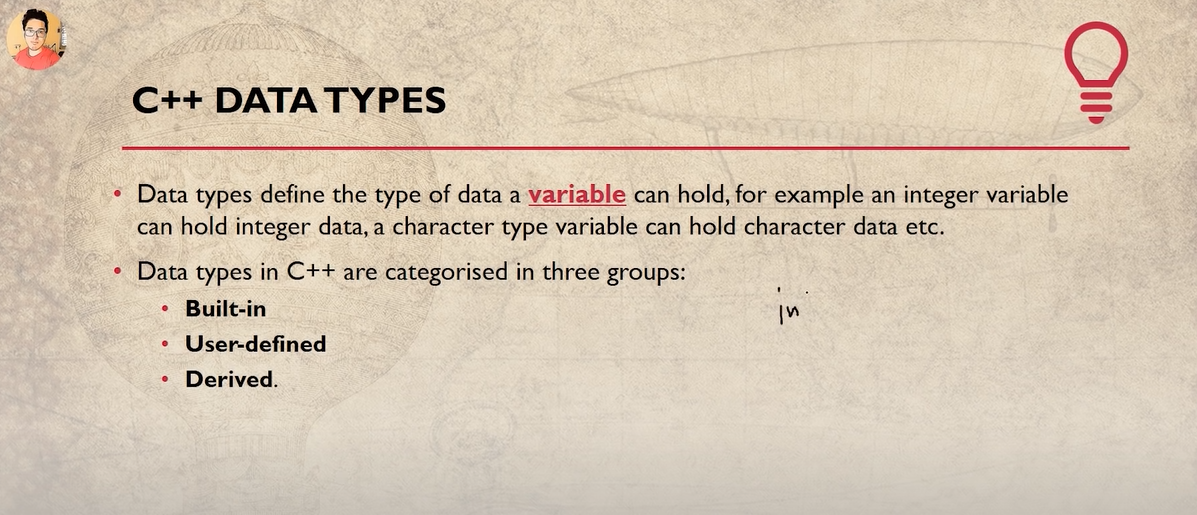 C++ DATA TYPES
• Data types define the type of data a variable can hold, for example an integer variable
can hold integer data, a character type variable can hold character data etc.
• Data types in C++ are categorised in three groups:
• Built-in
in
• User-defined
• Derived.